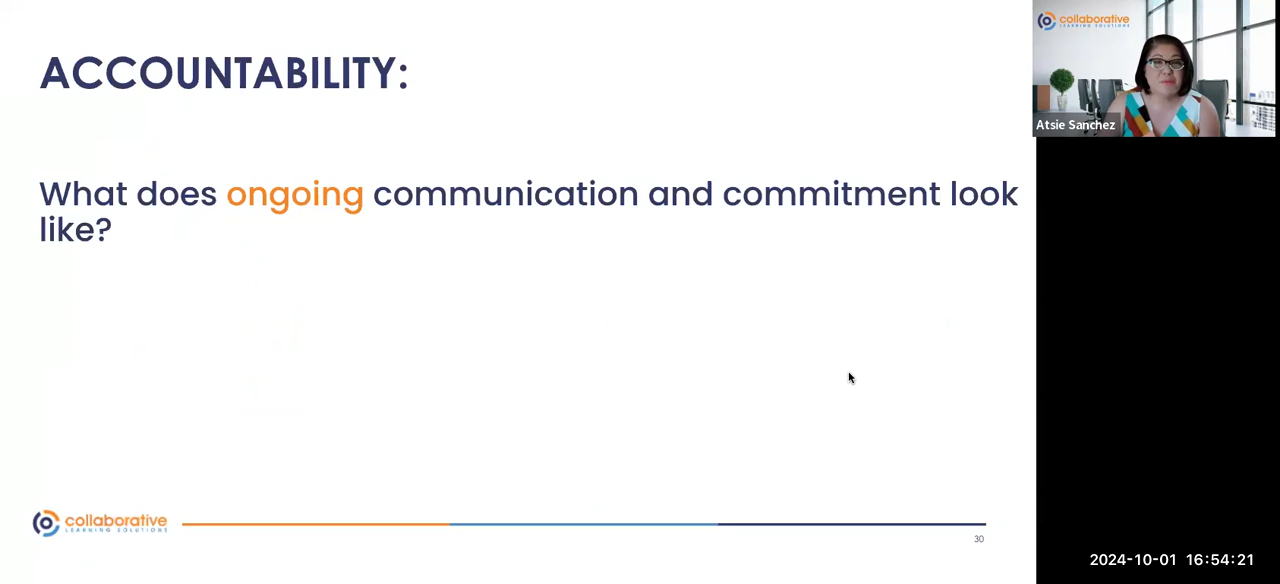 ACCOUNTABILITY:
What does ongoing communication and commitment look
like?
collaborative
LEARNING SOLUTIONS
30
collaborative
LEARNING SOLUTIONS
Atsie Sanchez
2024-10-01 16:54:21